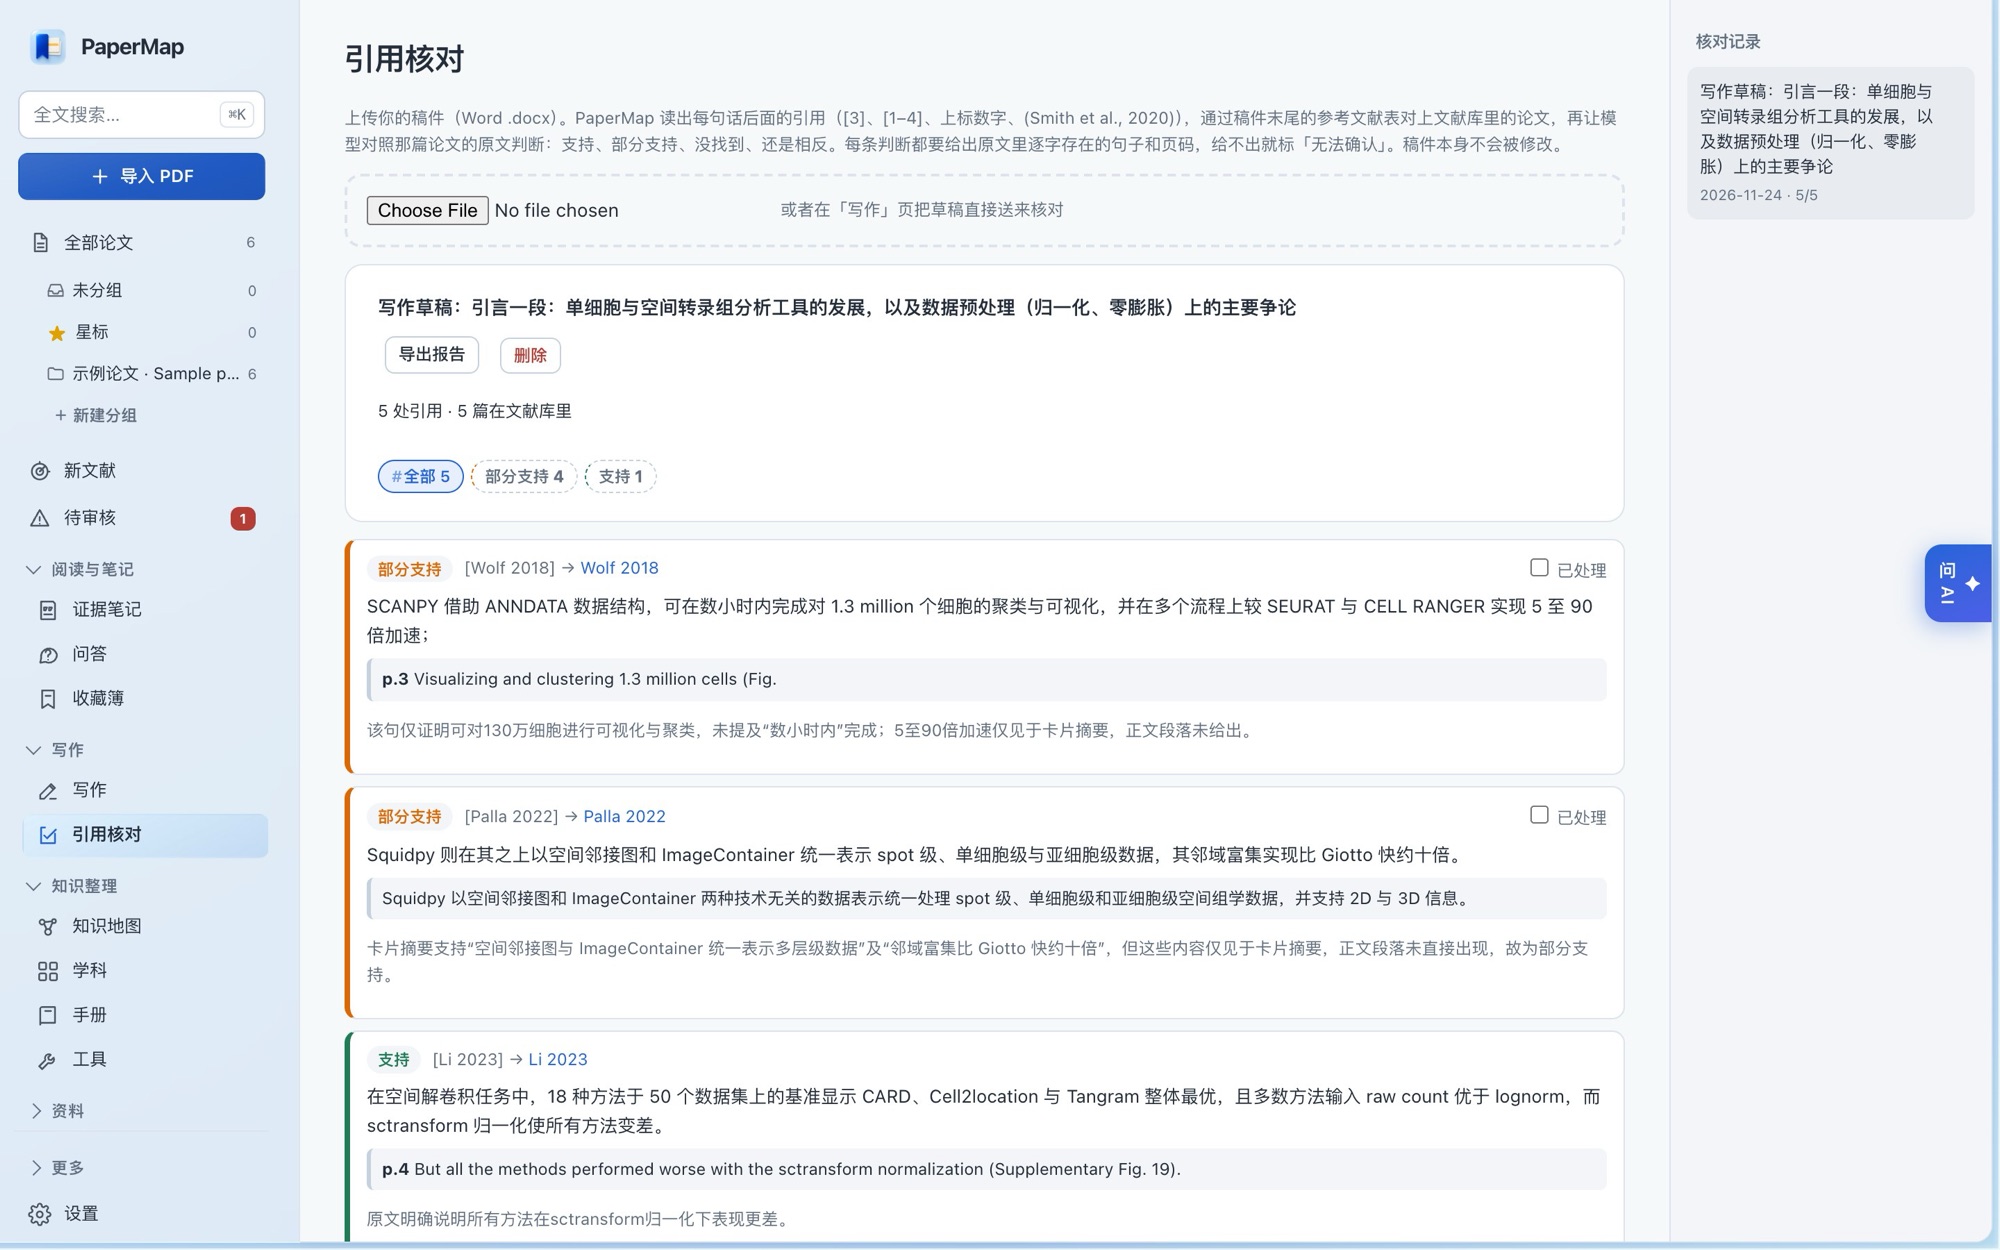 PaperMap
全文搜索...
⌘K
+ 导入 PDF
全部论文 6
未分组 0
星标 0
示例论文 · Sample p... 6
+ 新建分组
新文献
待审核 1
阅读与笔记
证据笔记
问答
收藏簿
写作
写作
引用核对
知识整理
知识地图
学科
手册
工具
资料
更多
设置
引用核对
上传你的稿件（Word .docx）。PaperMap 读出每句话后面的引用（[3]、[1–4]、上标数字、(Smith et al., 2020)），通过稿件末尾的参考文献表对上文献库里的论文，再让模
型对照那篇论文的原文判断：支持、部分支持、没找到、还是相反。每条判断都要给出原文里逐字存在的句子和页码，给不出就标「无法确认」。稿件本身不会被修改。
Choose File No file chosen
或者在「写作」页把草稿直接送来核对
写作草稿：引言一段：单细胞与空间转录组分析工具的发展，以及数据预处理（归一化、零膨胀）上的主要争论
导出报告
删除
5 处引用 · 5 篇在文献库里
#全部 5
部分支持 4
支持 1
部分支持 [Wolf 2018] → Wolf 2018
已处理
SCANPY 借助 ANNDATA 数据结构，可在数小时内完成对 1.3 million 个细胞的聚类与可视化，并在多个流程上较 SEURAT 与 CELL RANGER 实现 5 至 90
倍加速；
p.3 Visualizing and clustering 1.3 million cells (Fig.
该句仅证明可对130万细胞进行可视化与聚类，未提及“数小时内”完成；5至90倍加速仅见于卡片摘要，正文段落未给出。
部分支持 [Palla 2022] → Palla 2022
已处理
Squidpy 则在其之上以空间邻接图和 ImageContainer 统一表示 spot 级、单细胞级与亚细胞级数据，其邻域富集实现比 Giotto 快约十倍。
Squidpy 以空间邻接图和 ImageContainer 两种技术无关的数据表示统一处理 spot 级、单细胞级和亚细胞级空间组学数据，并支持 2D 与 3D 信息。
卡片摘要支持“空间邻接图与 ImageContainer 统一表示多层级数据”及“邻域富集比 Giotto 快约十倍”，但这些内容仅见于卡片摘要，正文段落未直接出现，故为部分支
持。
支持 [Li 2023] → Li 2023
在空间解卷积任务中，18 种方法于 50 个数据集上的基准显示 CARD、Cell2location 与 Tangram 整体最优，且多数方法输入 raw count 优于 lognorm，而
sctransform 归一化使所有方法变差。
p.4 But all the methods performed worse with the sctransform normalization (Supplementary Fig. 19).
原文明确说明所有方法在sctransform归一化下表现更差。
核对记录
写作草稿：引言一段：单细胞与
空间转录组分析工具的发展，以
及数据预处理（归一化、零膨
胀）上的主要争论
2026-11-24 · 5/5
问 AI